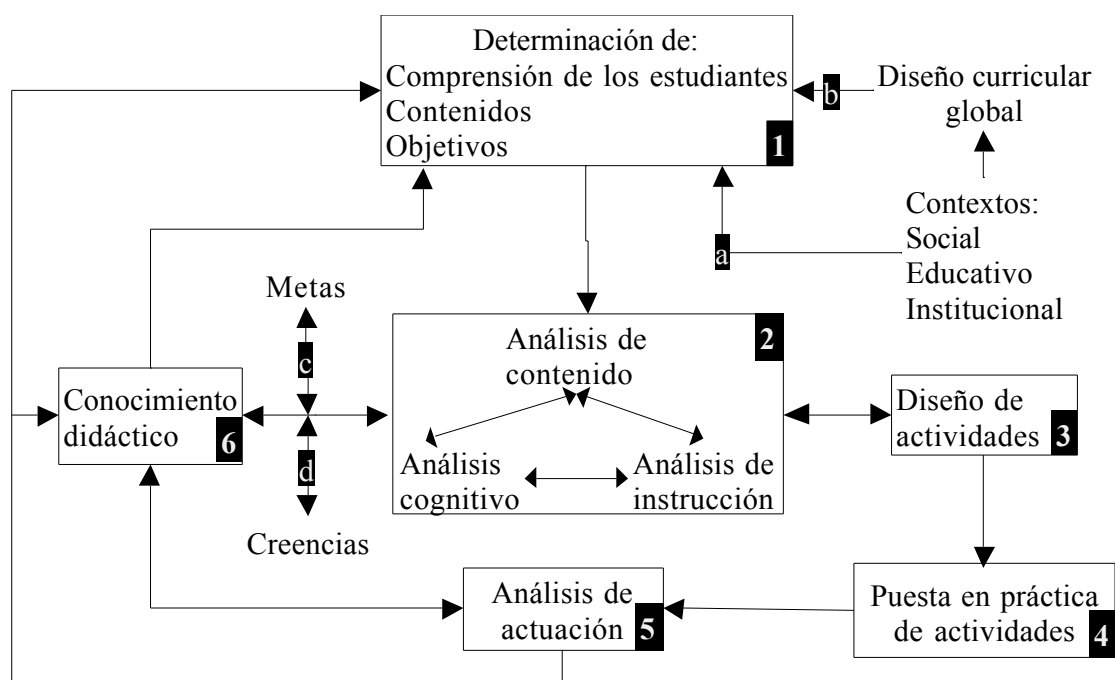 Determinación de:
Comprensión de los estudiantes
Contenidos
Objetivos
1
b
Diseño curricular
global
a
Contextos:
Social
Educativo
Institucional
Metas
c
d
Creencias
Conocimiento
didáctico
6
2
Análisis de
contenido
Análisis
cognitivo
Análisis de
instrucción
Diseño de
actividades
3
Análisis de
actuación
5
Puesta en práctica
de actividades
4